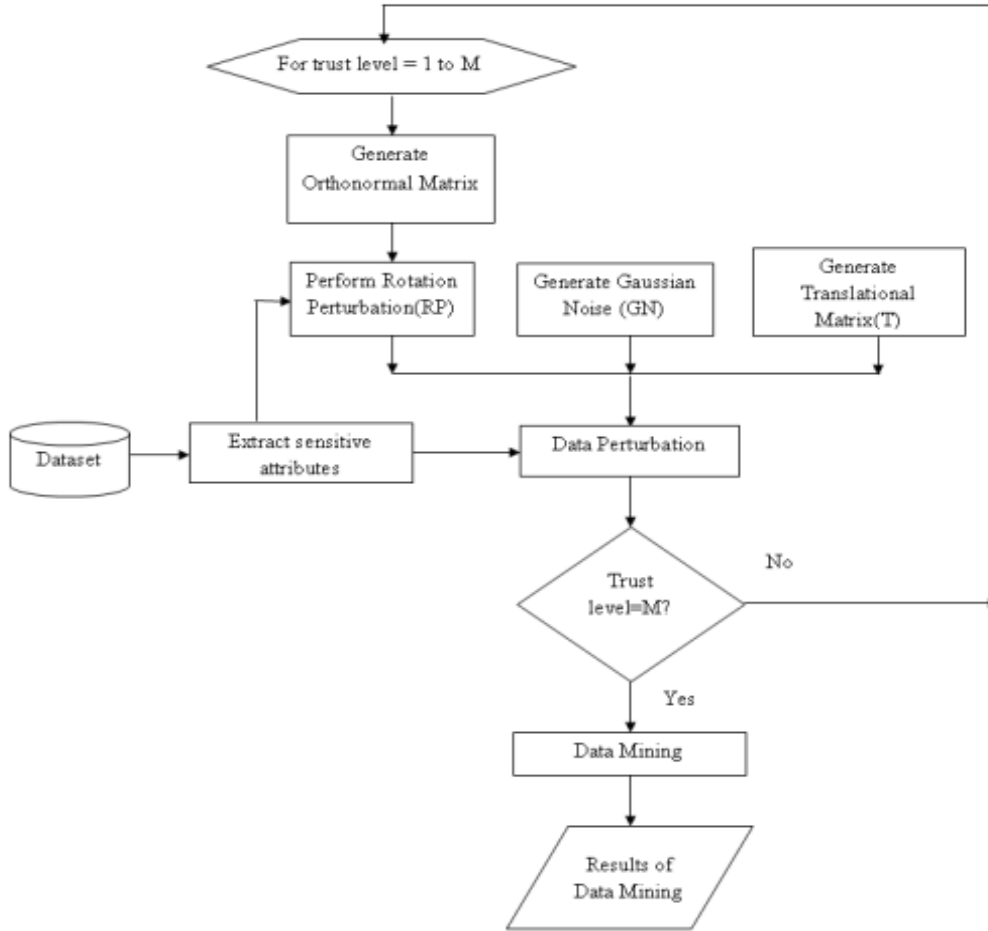 For trust level = 1 to M
Generate
Orthonormal Matrix
Perform Rotation
Perturbation(RP)
Generate Gaussian
Noise (GN)
Generate
Translational
Matrix(T)
Dataset
Extract sensitive
attributes
Data Perturbation
Trust
level=M?
No
Yes
Data Mining
Results of
Data Mining